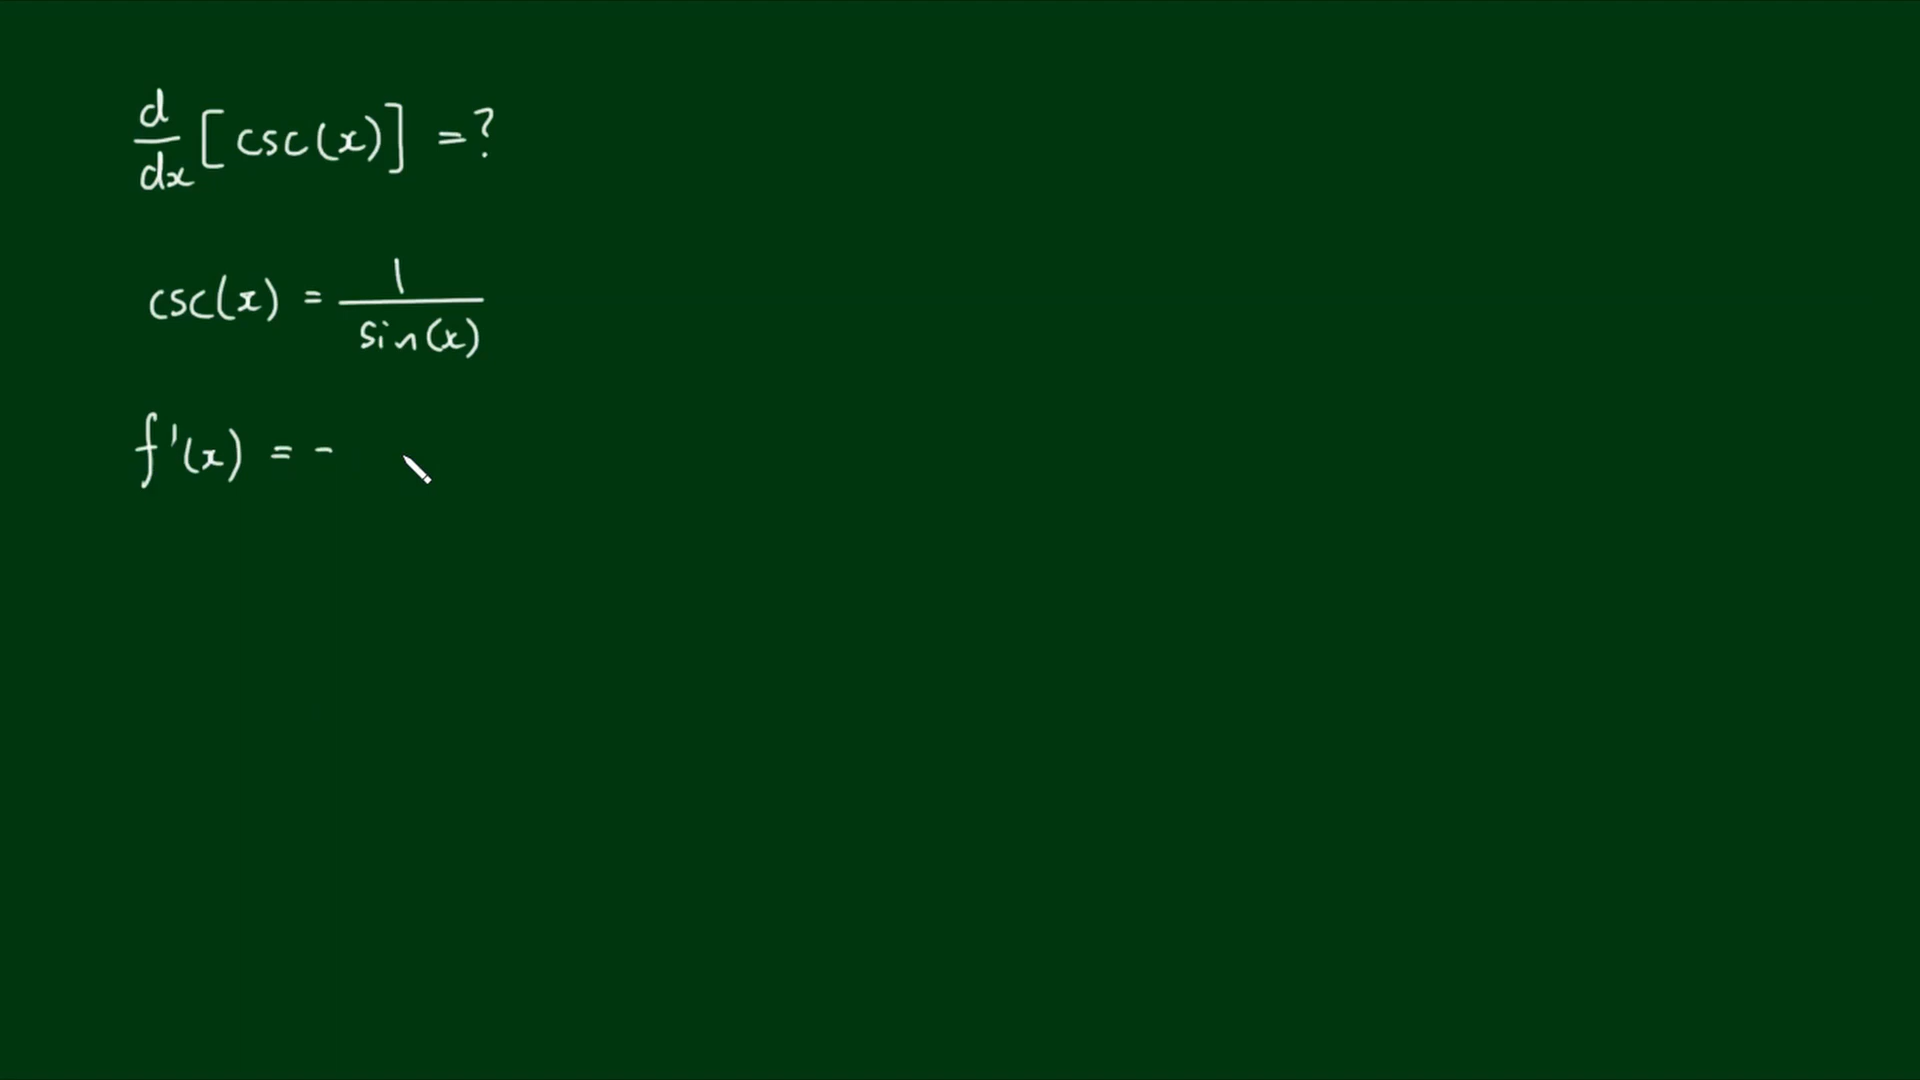 d/dx [csc(x)] = ?
csc(x) = 1/sin(x)
f'(x) = -